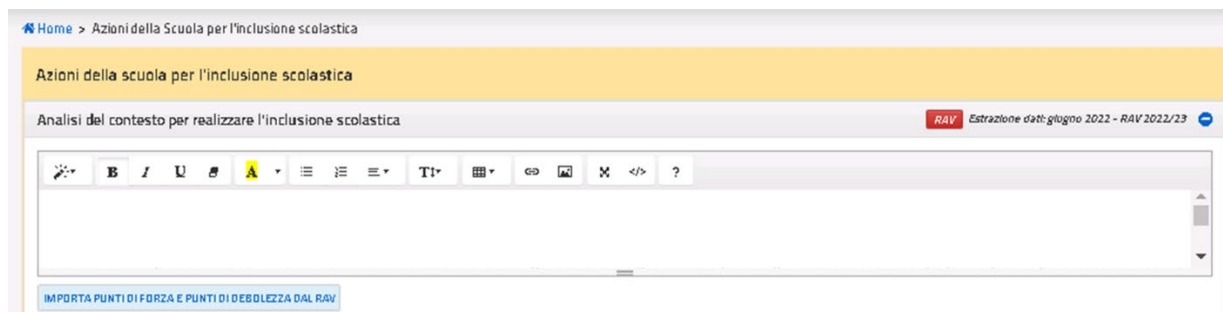 Home > Azioni della Scuola per l'inclusione scolastica
Azioni della scuola per l'inclusione scolastica
Analisi del contesto per realizzare l'inclusione scolastica RAV Estrazione dati: giugno 2022 - RAV 2022/23
B I U A T ?
IMPORTA PUNTI DI FORZA E PUNTI DI DEBOLEZZA DAL RAV